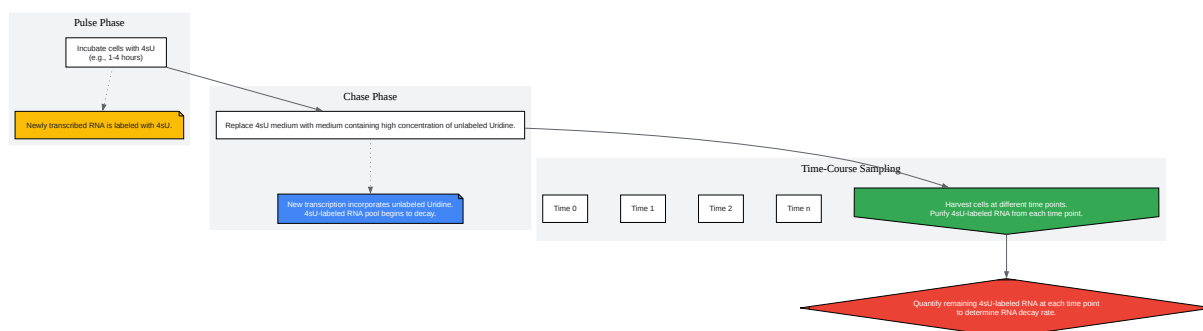 Pulse Phase
Incubate cells with 4sU
(e.g., 1-4 hours)
Newly transcribed RNA is labeled with 4sU.
Chase Phase
Replace 4sU medium with medium containing high concentration of unlabeled Uridine.
New transcription incorporates unlabeled Uridine.
4sU-labeled RNA pool begins to decay.
Time-Course Sampling
Time 0
Time 1
Time 2
Time n
Harvest cells at different time points.
Purify 4sU-labeled RNA from each time point.
Quantify remaining 4sU-labeled RNA at each time point
to determine RNA decay rate.